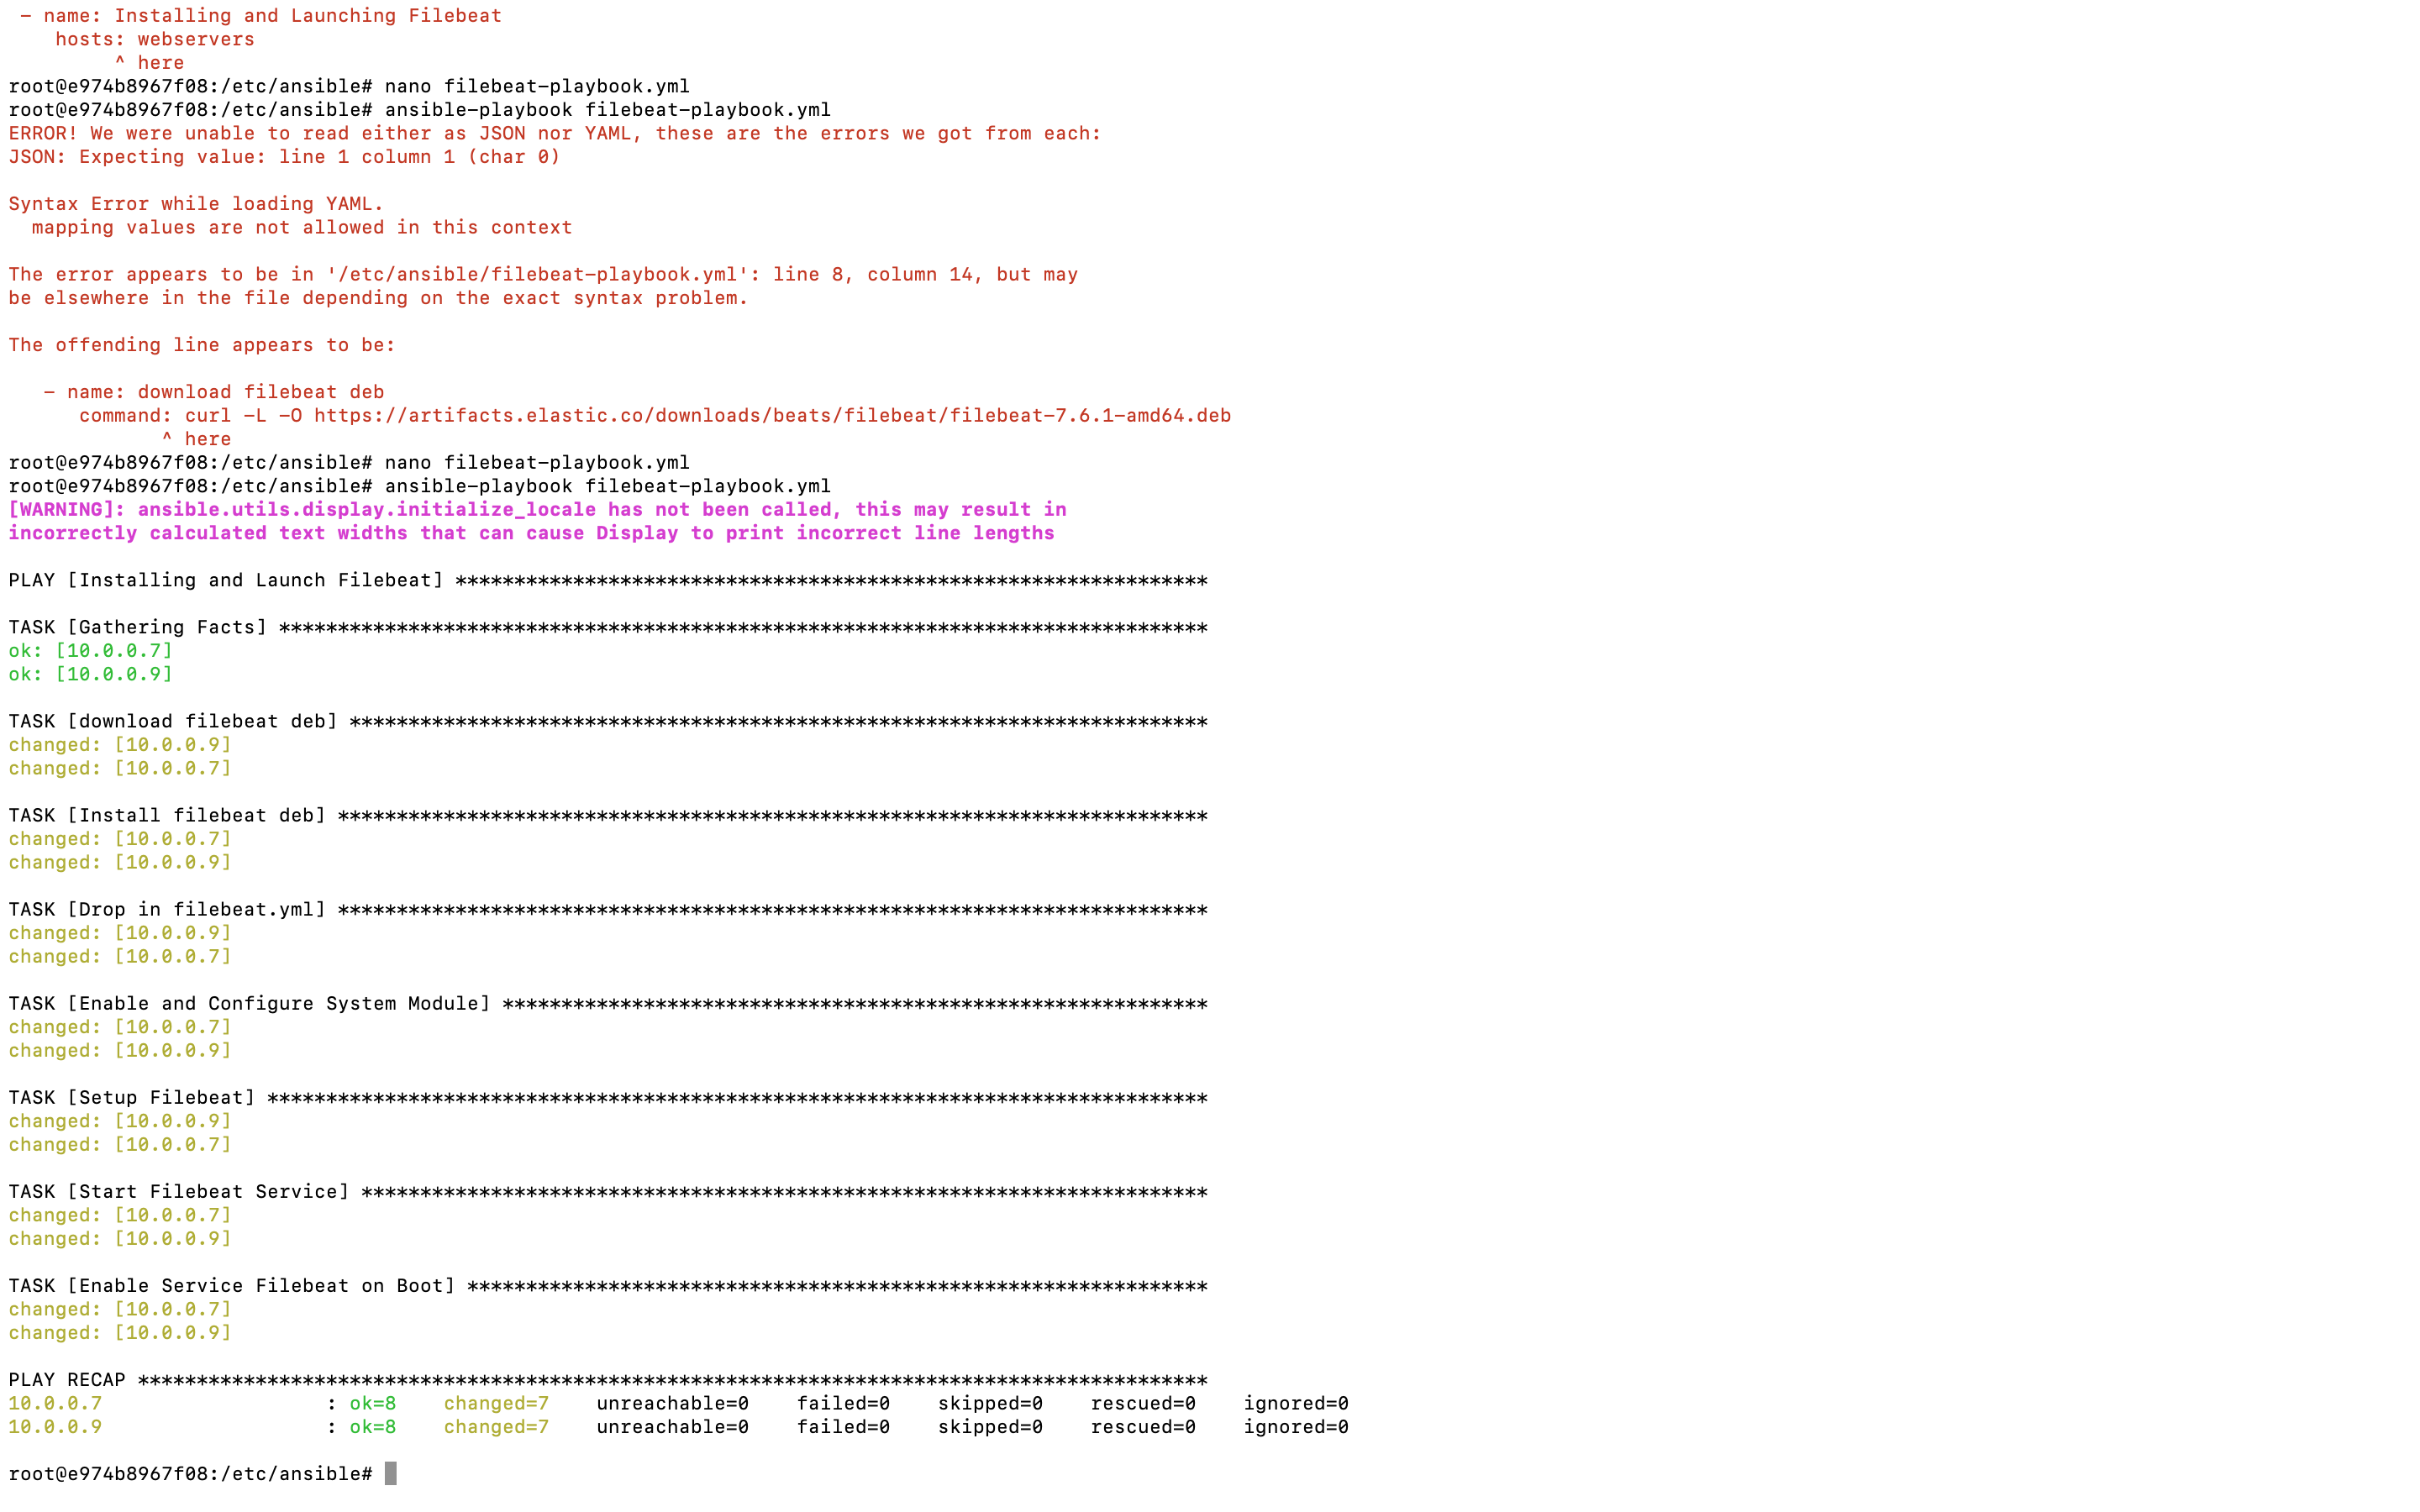 - name: Installing and Launching Filebeat
hosts: webservers
^ here
root@e974b8967f08:/etc/ansible# nano filebeat-playbook.yml
root@e974b8967f08:/etc/ansible# ansible-playbook filebeat-playbook.yml
ERROR! We were unable to read either as JSON nor YAML, these are the errors we got from each:
JSON: Expecting value: line 1 column 1 (char 0)
Syntax Error while loading YAML.
mapping values are not allowed in this context
The error appears to be in '/etc/ansible/filebeat-playbook.yml': line 8, column 14, but may
be elsewhere in the file depending on the exact syntax problem.
The offending line appears to be:
- name: download filebeat deb
command: curl -L -O https://artifacts.elastic.co/downloads/beats/filebeat/filebeat-7.6.1-amd64.deb
^ here
root@e974b8967f08:/etc/ansible# nano filebeat-playbook.yml
root@e974b8967f08:/etc/ansible# ansible-playbook filebeat-playbook.yml
[WARNING]: ansible.utils.display.initialize_locale has not been called, this may result in
incorrectly calculated text widths that can cause Display to print incorrect line lengths
PLAY [Installing and Launch Filebeat] ****************************************************************
TASK [Gathering Facts] *******************************************************************************
ok: [10.0.0.7]
ok: [10.0.0.9]
TASK [download filebeat deb] *************************************************************************
changed: [10.0.0.9]
changed: [10.0.0.7]
TASK [Install filebeat deb] **************************************************************************
changed: [10.0.0.7]
changed: [10.0.0.9]
TASK [Drop in filebeat.yml] **************************************************************************
changed: [10.0.0.9]
changed: [10.0.0.7]
TASK [Enable and Configure System Module] ************************************************************
changed: [10.0.0.7]
changed: [10.0.0.9]
TASK [Setup Filebeat] ********************************************************************************
changed: [10.0.0.9]
changed: [10.0.0.7]
TASK [Start Filebeat Service] ************************************************************************
changed: [10.0.0.7]
changed: [10.0.0.9]
TASK [Enable Service Filebeat on Boot] ***************************************************************
changed: [10.0.0.7]
changed: [10.0.0.9]
PLAY RECAP *******************************************************************************************
10.0.0.7                   : ok=8    changed=7    unreachable=0    failed=0    skipped=0    rescued=0    ignored=0
10.0.0.9                   : ok=8    changed=7    unreachable=0    failed=0    skipped=0    rescued=0    ignored=0
root@e974b8967f08:/etc/ansible#